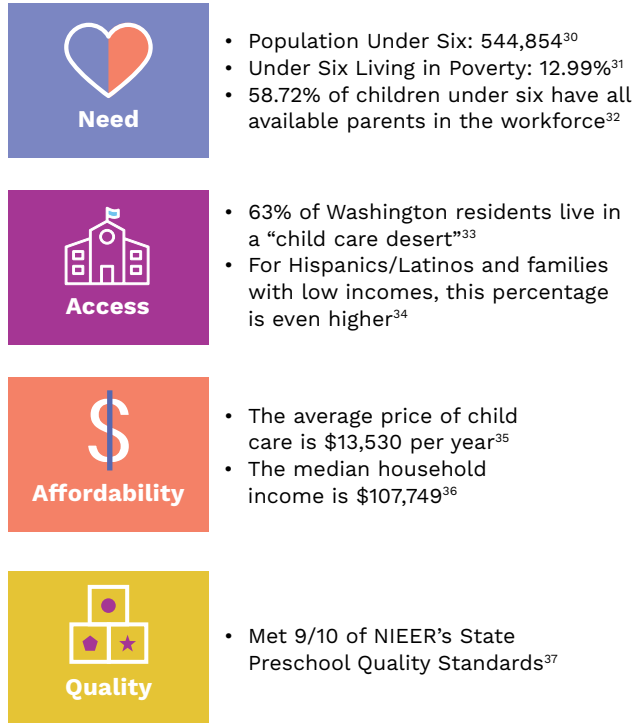 Need
• Population Under Six: 544,854³⁰
• Under Six Living in Poverty: 12.99%³¹
• 58.72% of children under six have all
available parents in the workforce³²
Access
• 63% of Washington residents live in
a “child care desert”³³
• For Hispanics/Latinos and families
with low incomes, this percentage
is even higher³⁴
$
Affordability
• The average price of child
care is $13,530 per year³⁵
• The median household
income is $107,749³⁶
Quality
• Met 9/10 of NIEER’s State
Preschool Quality Standards³⁷